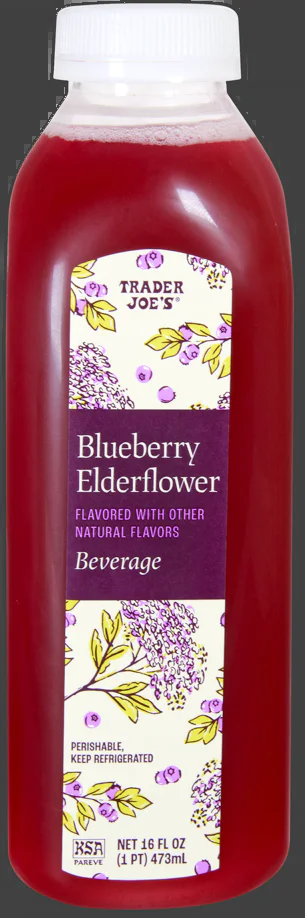 TRADER
JOE'S®
Blueberry
Elderflower
FLAVORED WITH OTHER
NATURAL FLAVORS
Beverage
PERISHABLE,
KEEP REFRIGERATED
KSA
PAREVE
NET 16 FL OZ
(1 PT) 473mL